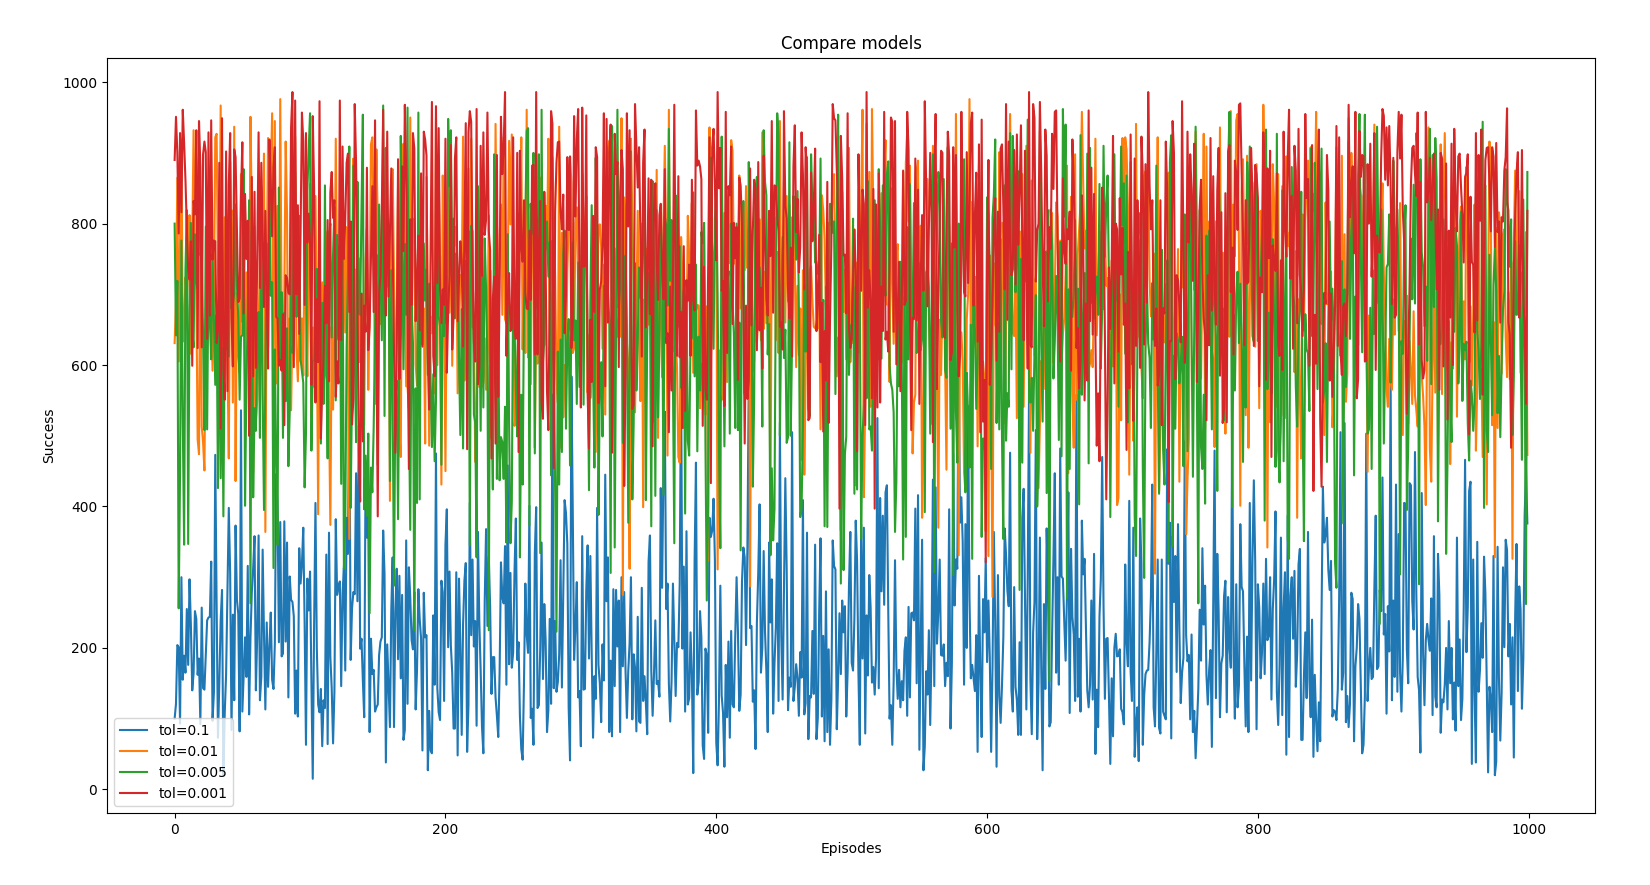 Compare models
1000
800
600
400
200
0
Success
tol=0.1
tol=0.01
tol=0.005
tol=0.001
0 200 400 600 800 1000
Episodes